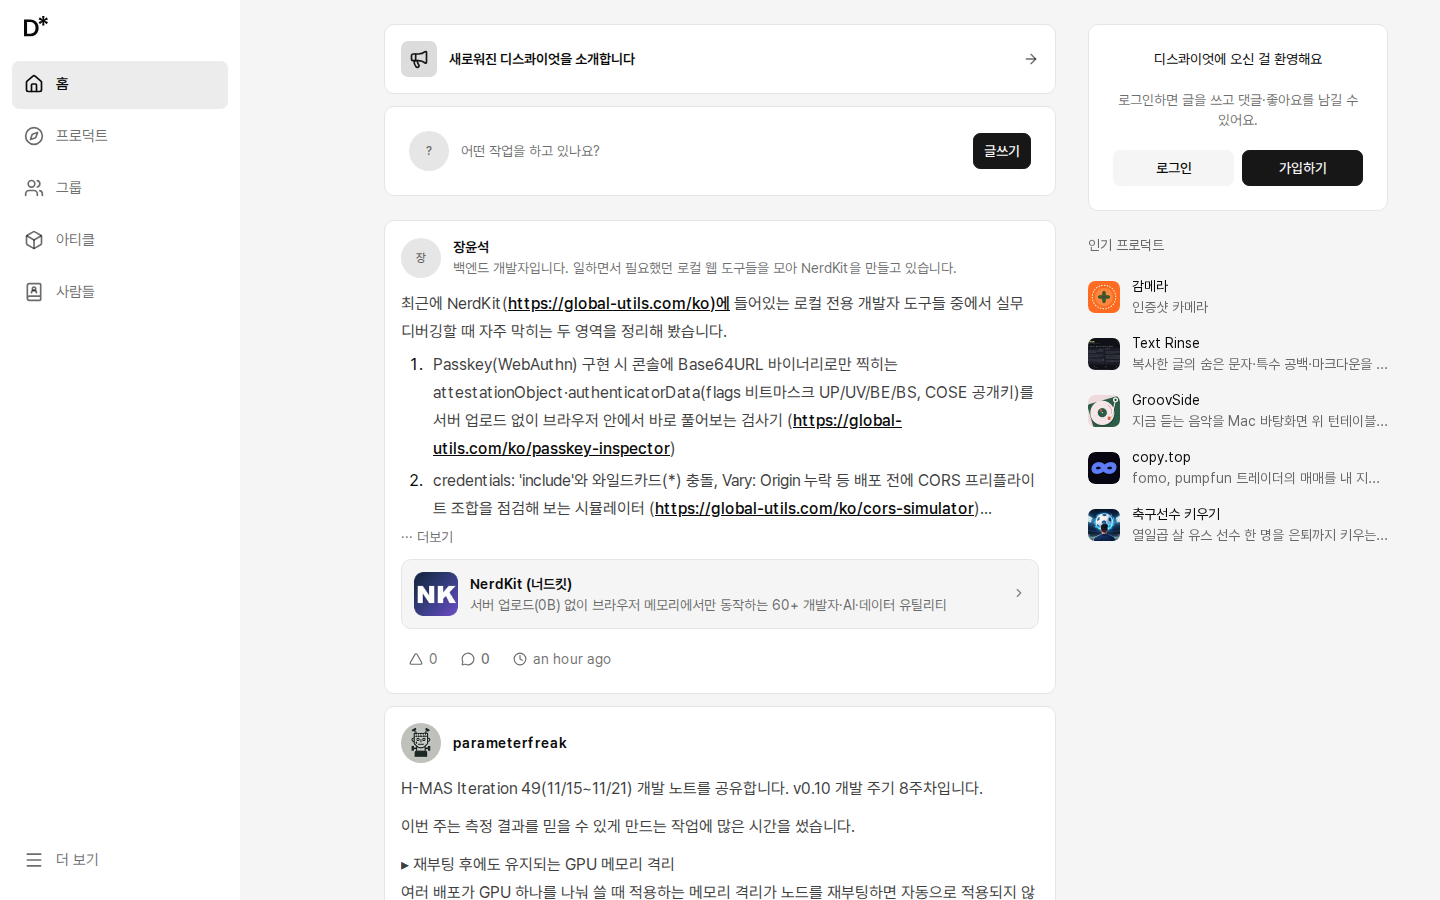 D*
홈
프로덕트
그룹
아티클
사람들
더 보기
새로워진 디스콰이엇을 소개합니다
?
어떤 작업을 하고 있나요?
글쓰기
장
장윤석
백엔드 개발자입니다. 일하면서 필요했던 로컬 웹 도구들을 모아 NerdKit을 만들고 있습니다.
최근에 NerdKit(https://global-utils.com/ko)에 들어있는 로컬 전용 개발자 도구들 중에서 실무
디버깅할 때 자주 막히는 두 영역을 정리해 봤습니다.
1. Passkey(WebAuthn) 구현 시 콘솔에 Base64URL 바이너리로만 찍히는
attestationObject·authenticatorData(flags 비트마스크 UP/UV/BE/BS, COSE 공개키)를
서버 업로드 없이 브라우저 안에서 바로 풀어보는 검사기 (https://global-
utils.com/ko/passkey-inspector)
2. credentials: 'include'와 와일드카드(*) 충돌, Vary: Origin 누락 등 배포 전에 CORS 프리플라이
트 조합을 점검해 보는 시뮬레이터 (https://global-utils.com/ko/cors-simulator)...
··· 더보기
NK
NerdKit (너드킷)
서버 업로드(0B) 없이 브라우저 메모리에서만 동작하는 60+ 개발자·AI·데이터 유틸리티
0 0 an hour ago
parameterfreak
H-MAS Iteration 49(11/15~11/21) 개발 노트를 공유합니다. v0.10 개발 주기 8주차입니다.
이번 주는 측정 결과를 믿을 수 있게 만드는 작업에 많은 시간을 썼습니다.
▸ 재부팅 후에도 유지되는 GPU 메모리 격리
여러 배포가 GPU 하나를 나눠 쓸 때 적용하는 메모리 격리가 노드를 재부팅하면 자동으로 적용되지 않
디스콰이엇에 오신 걸 환영해요
로그인하면 글을 쓰고 댓글·좋아요를 남길 수
있어요.
로그인
가입하기
인기 프로덕트
감메라
인증샷 카메라
Text Rinse
복사한 글의 숨은 문자·특수 공백·마크다운을 ...
GroovSide
지금 듣는 음악을 Mac 바탕화면 위 턴테이블...
copy.top
fomo, pumpfun 트레이더의 매매를 내 지...
축구선수 키우기
열일곱 살 유스 선수 한 명을 은퇴까지 키우는...